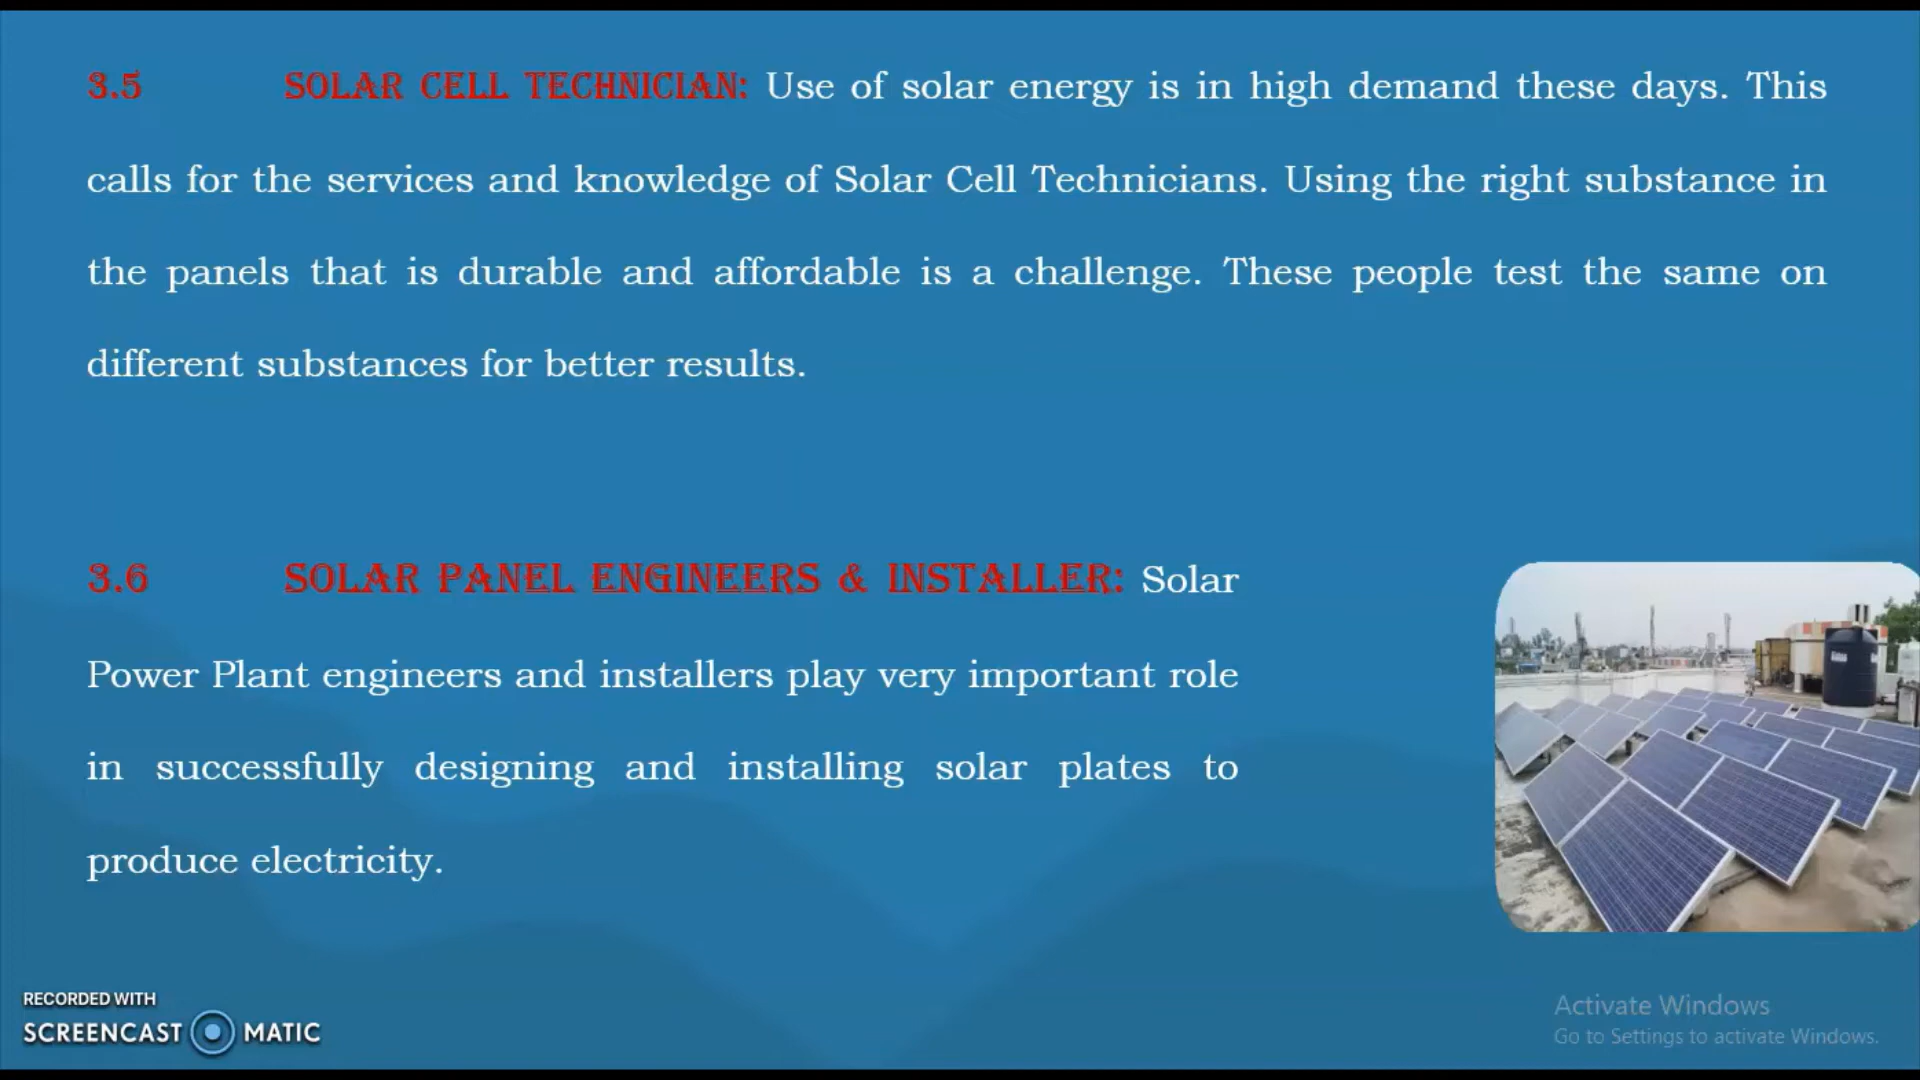 3.5 SOLAR CELL TECHNICIAN: Use of solar energy is in high demand these days. This
calls for the services and knowledge of Solar Cell Technicians. Using the right substance in
the panels that is durable and affordable is a challenge. These people test the same on
different substances for better results.
3.6 SOLAR PANEL ENGINEERS & INSTALLER: Solar
Power Plant engineers and installers play very important role
in successfully designing and installing solar plates to
produce electricity.
RECORDED WITH
SCREENCAST MATIC
Activate Windows
Go to Settings to activate Windows.